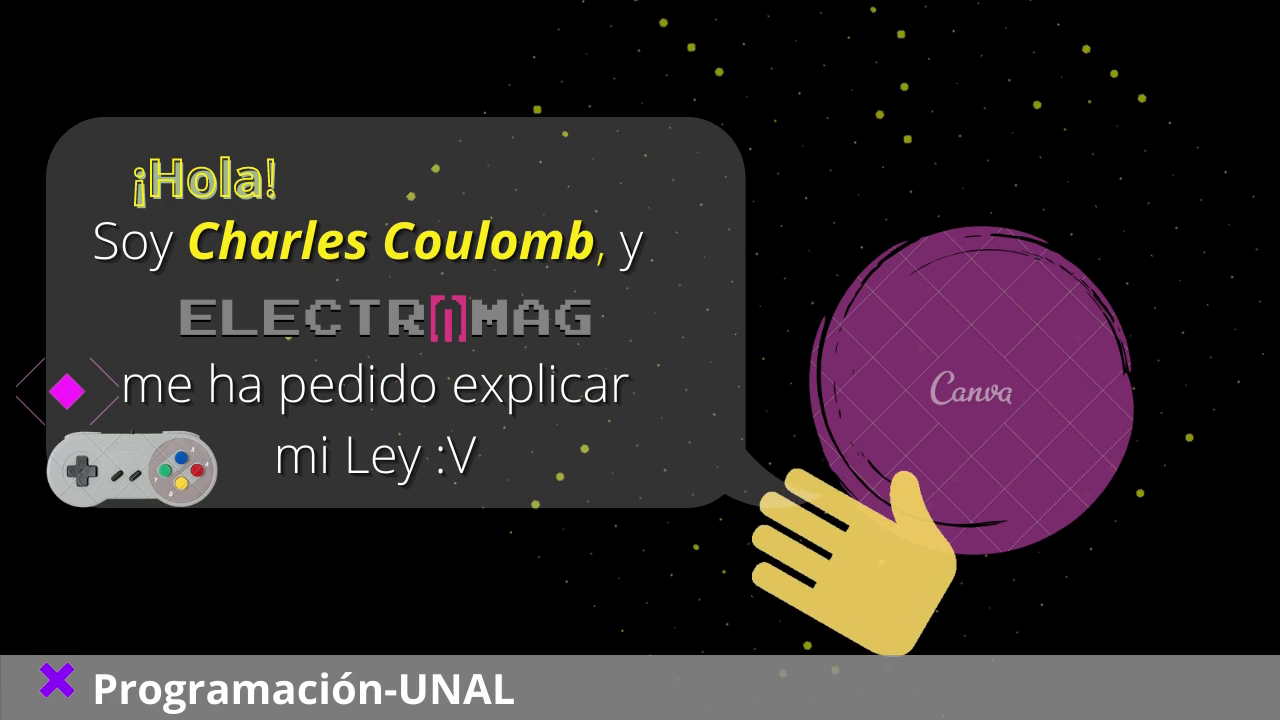 ¡Hola!
Soy Charles Coulomb, y
ELECTR[]MAG
me ha pedido explicar
mi Ley :V
Canva
Programación-UNAL